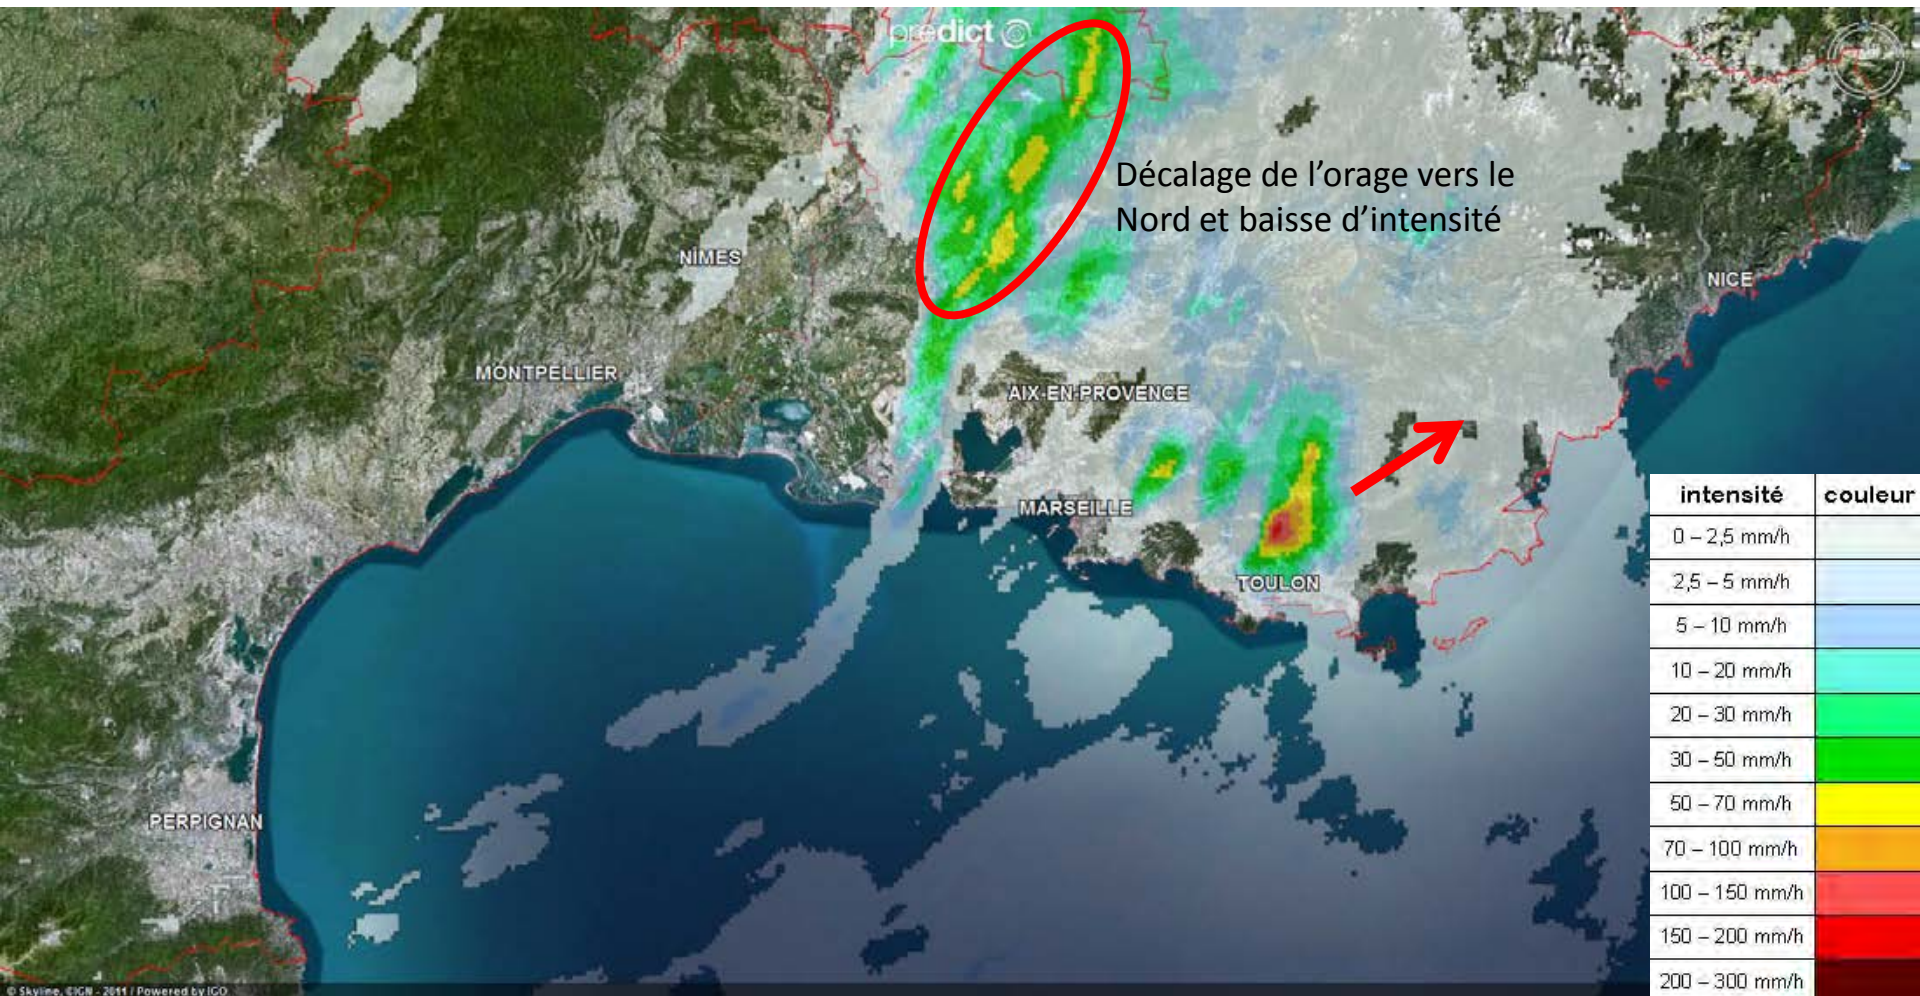 predict
Décalage de l’orage vers le
Nord et baisse d’intensité
NÎMES
NICE
MONTPELLIER
AIX-EN-PROVENCE
MARSEILLE
TOULON
PERPIGNAN
intensité couleur
0 – 2,5 mm/h
2,5 – 5 mm/h
5 – 10 mm/h
10 – 20 mm/h
20 – 30 mm/h
30 – 50 mm/h
50 – 70 mm/h
70 – 100 mm/h
100 – 150 mm/h
150 – 200 mm/h
200 – 300 mm/h
© Skyline, ©IGN - 2011 / Powered by IGO